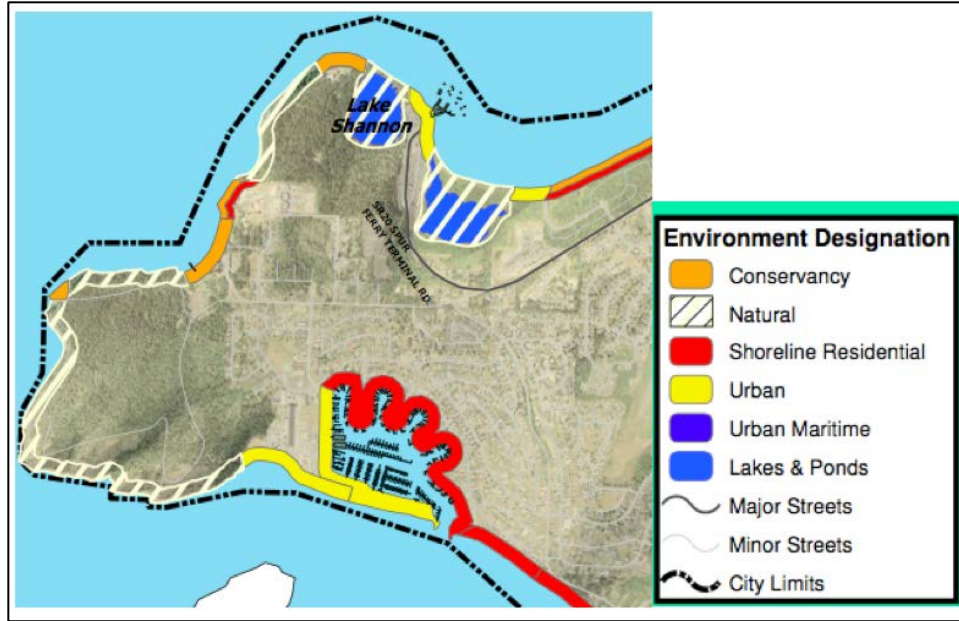 Lake
Shannon
SR20 SPUR
FERRY TERMINAL RD.
Environment Designation
Conservancy
Natural
Shoreline Residential
Urban
Urban Maritime
Lakes & Ponds
Major Streets
Minor Streets
City Limits